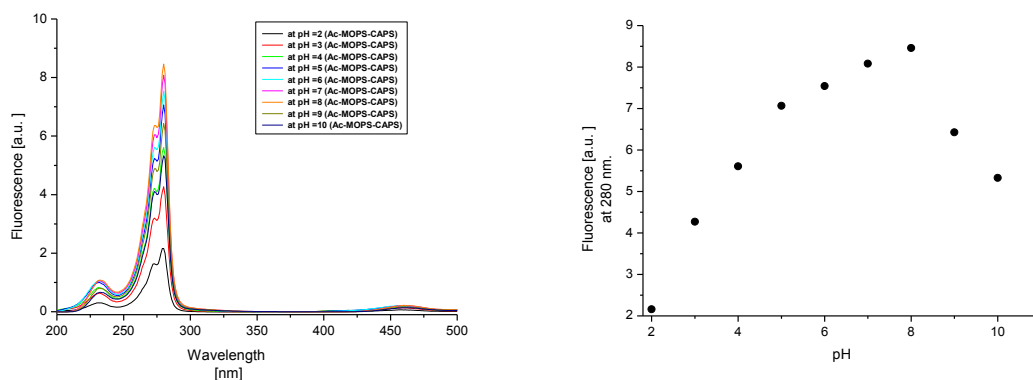 10
8
6
4
2
0
200
250
300
350
400
450
500
Fluorescence [a.u.]
Wavelength
[nm]
at pH =2 (Ac-MOPS-CAPS)
at pH =3 (Ac-MOPS-CAPS)
at pH =4 (Ac-MOPS-CAPS)
at pH =5 (Ac-MOPS-CAPS)
at pH =6 (Ac-MOPS-CAPS)
at pH =7 (Ac-MOPS-CAPS)
at pH =8 (Ac-MOPS-CAPS)
at pH =9 (Ac-MOPS-CAPS)
at pH =10 (Ac-MOPS-CAPS)
9
8
7
6
5
4
3
2
2
4
6
8
10
Fluorescence [a.u.]
at 280 nm.
pH